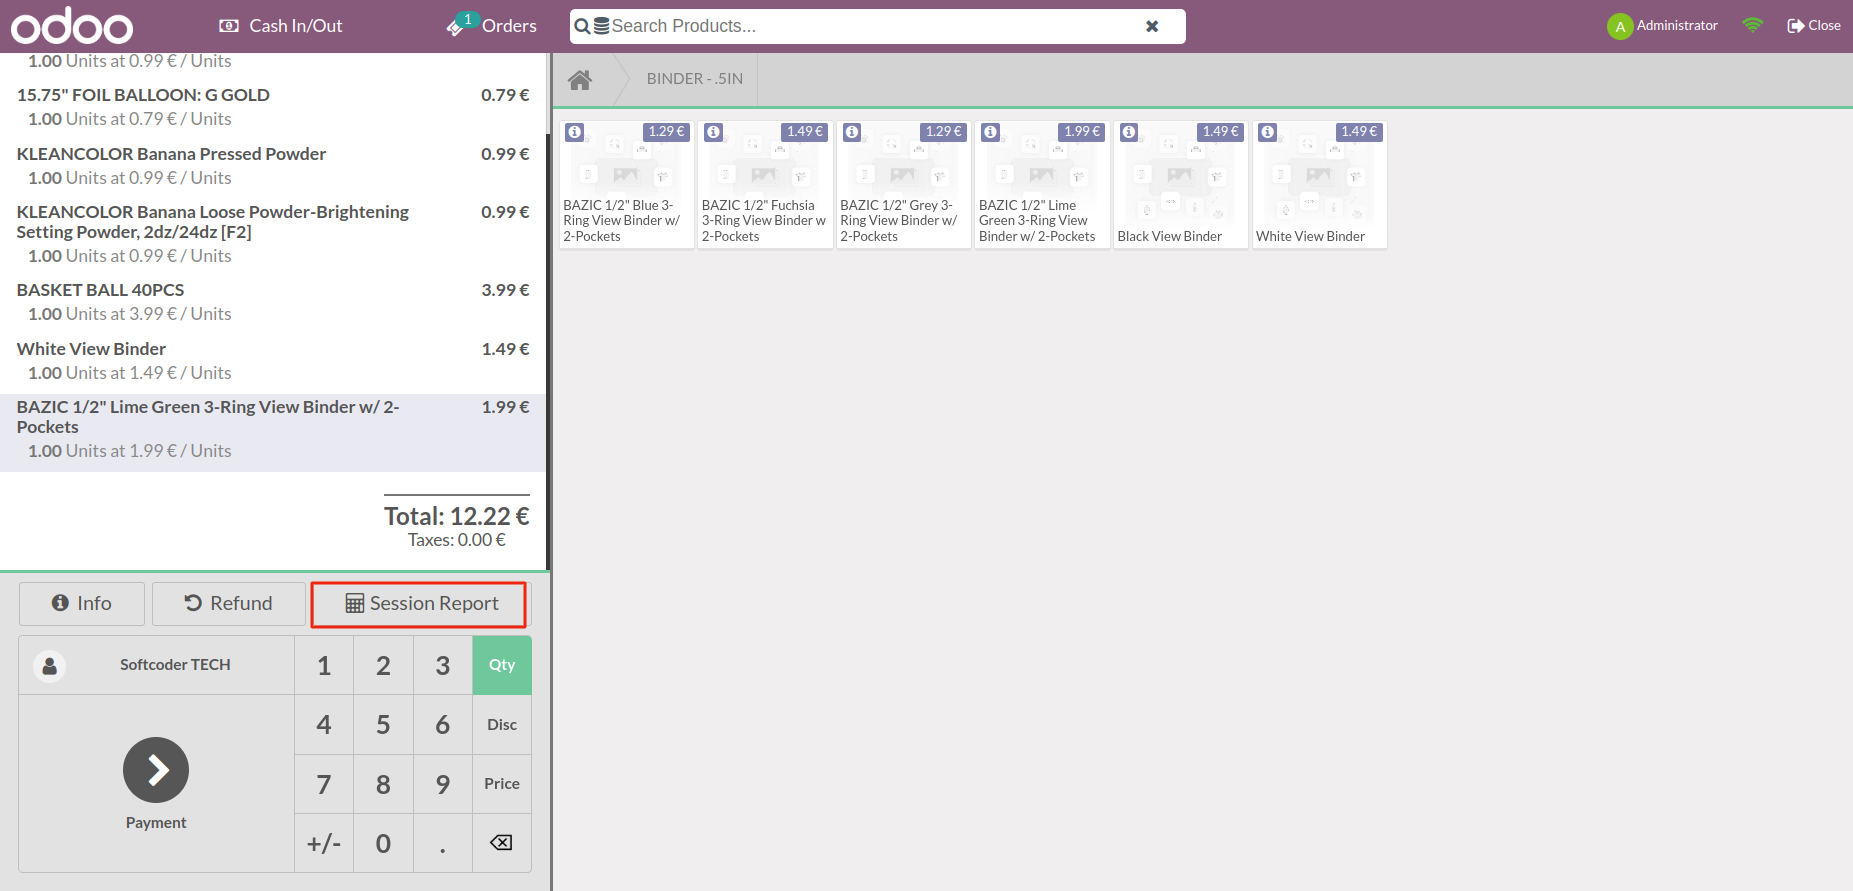 odoo
Cash In/Out
1
Orders
Search Products...
A
Administrator
Close
1.00 Units at 0.99 € / Units
15.75" FOIL BALLOON: G GOLD 0.79 €
1.00 Units at 0.79 € / Units
KLEANCOLOR Banana Pressed Powder 0.99 €
1.00 Units at 0.99 € / Units
KLEANCOLOR Banana Loose Powder-Brightening 0.99 €
Setting Powder, 2dz/24dz [F2]
1.00 Units at 0.99 € / Units
BASKET BALL 40PCS 3.99 €
1.00 Units at 3.99 € / Units
White View Binder 1.49 €
1.00 Units at 1.49 € / Units
BAZIC 1/2" Lime Green 3-Ring View Binder w/ 2- 1.99 €
Pockets
1.00 Units at 1.99 € / Units
Total: 12.22 €
Taxes: 0.00 €
Info
Refund
Session Report
Softcoder TECH
Payment
1 2 3 Qty
4 5 6 Disc
7 8 9 Price
+/- 0 .
BINDER - .5IN
1.29 €
BAZIC 1/2" Blue 3-
Ring View Binder w/
2-Pockets
1.49 €
BAZIC 1/2" Fuchsia
3-Ring View Binder w
2-Pockets
1.29 €
BAZIC 1/2" Grey 3-
Ring View Binder w/
2-Pockets
1.99 €
BAZIC 1/2" Lime
Green 3-Ring View
Binder w/ 2-Pockets
1.49 €
Black View Binder
1.49 €
White View Binder